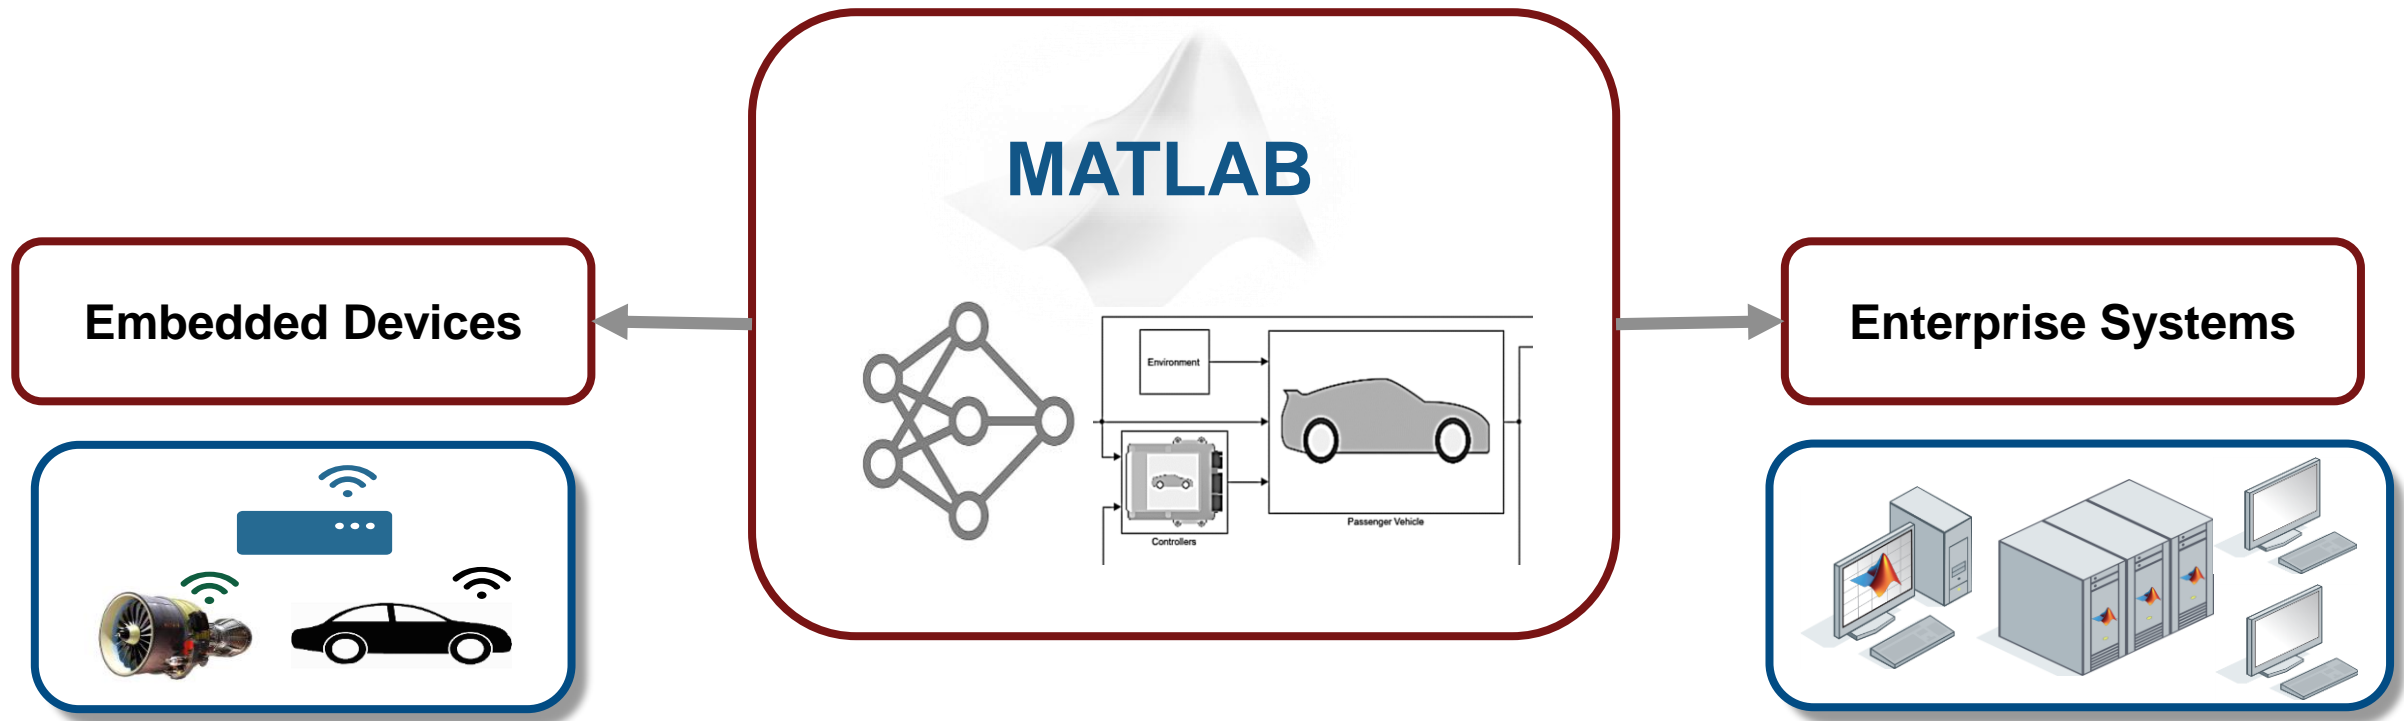 MATLAB
Embedded Devices
Enterprise Systems
Environment
Passenger Vehicle
Controllers